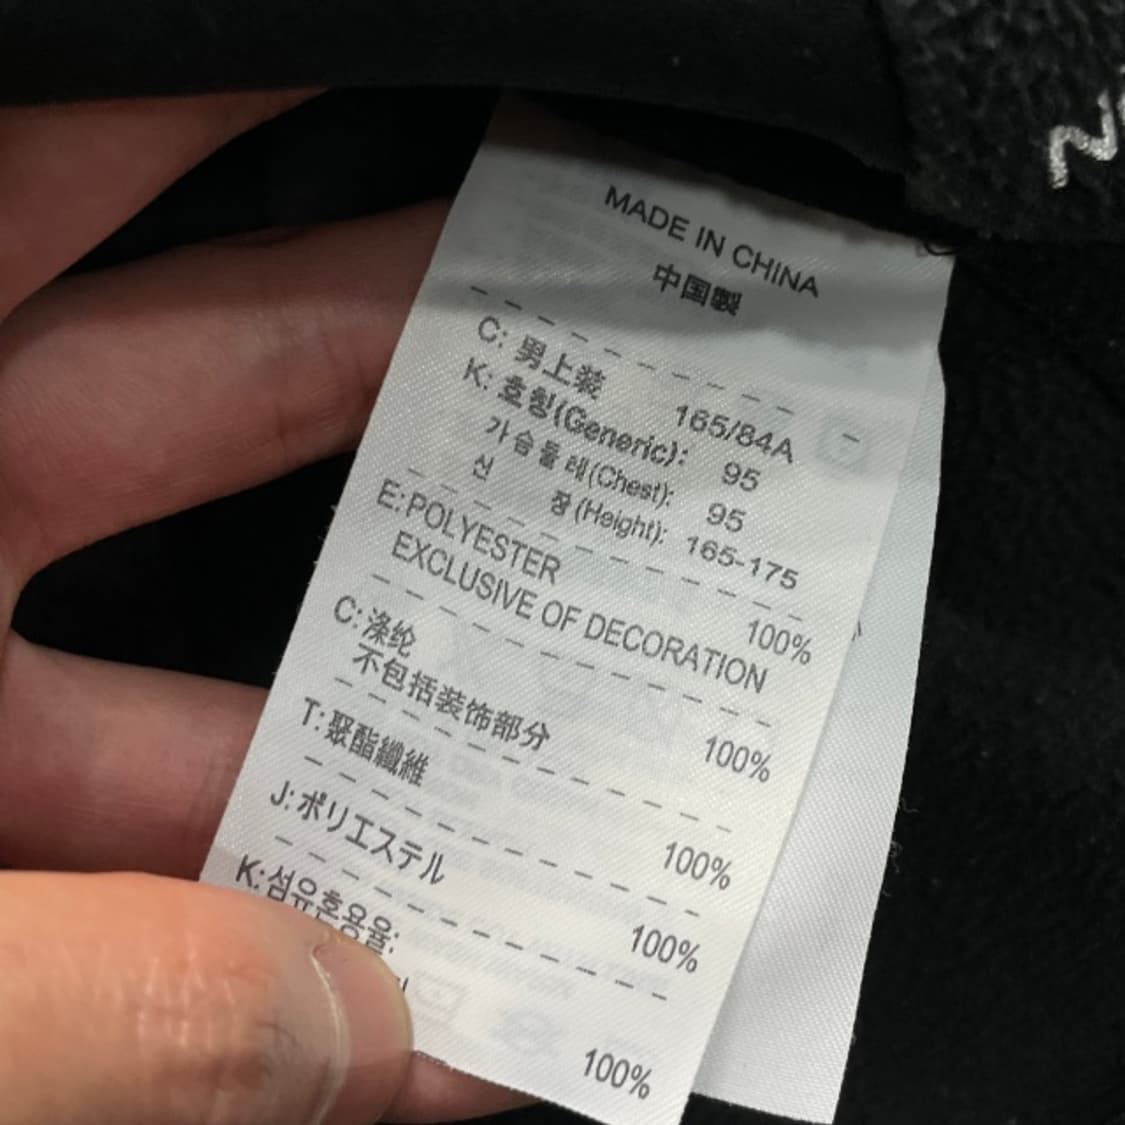 MADE IN CHINA
中国製
C: 男上装 165/84A
K: 호칭(Generic): 95
가슴둘레(Chest): 95
신 장(Height): 165-175
E: POLYESTER 100%
EXCLUSIVE OF DECORATION
C: 涤纶 100%
不包括装饰部分
T: 聚酯纖維 100%
J: ポリエステル 100%
K: 섬유혼용율:
100%